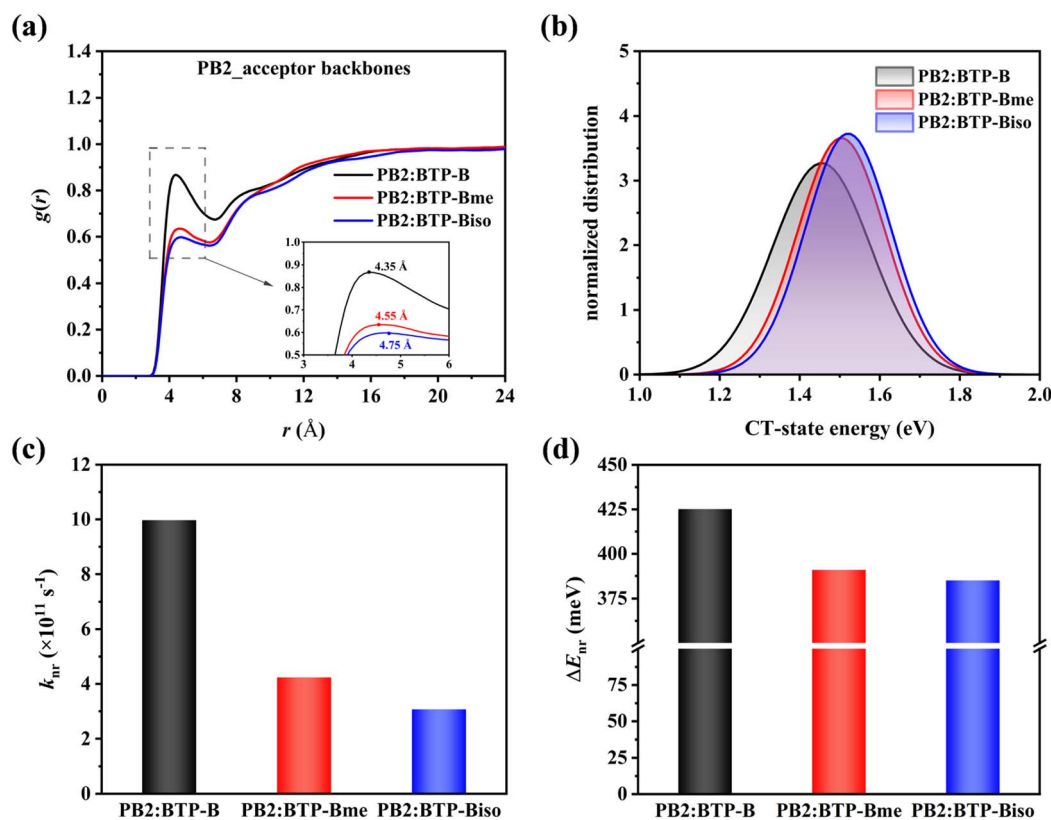 (a)
PB2_acceptor backbones
1.4
1.2
1.0
0.8
0.6
0.4
0.2
0.0
g(r)
PB2:BTP-B
PB2:BTP-Bme
PB2:BTP-Biso
1.0
0.9
0.8
0.7
0.6
0.5
4.35 Å
4.55 Å
4.75 Å
3 4 5 6
0 4 8 12 16 20 24
r (Å)
(b)
5
4
3
2
1
0
normalized distribution
PB2:BTP-B
PB2:BTP-Bme
PB2:BTP-Biso
1.0 1.2 1.4 1.6 1.8 2.0
CT-state energy (eV)
(c)
12
10
8
6
4
2
0
knr (×10¹¹ s⁻¹)
PB2:BTP-B PB2:BTP-Bme PB2:BTP-Biso
(d)
450
425
400
375
75
50
25
0
ΔEnr (meV)
PB2:BTP-B PB2:BTP-Bme PB2:BTP-Biso